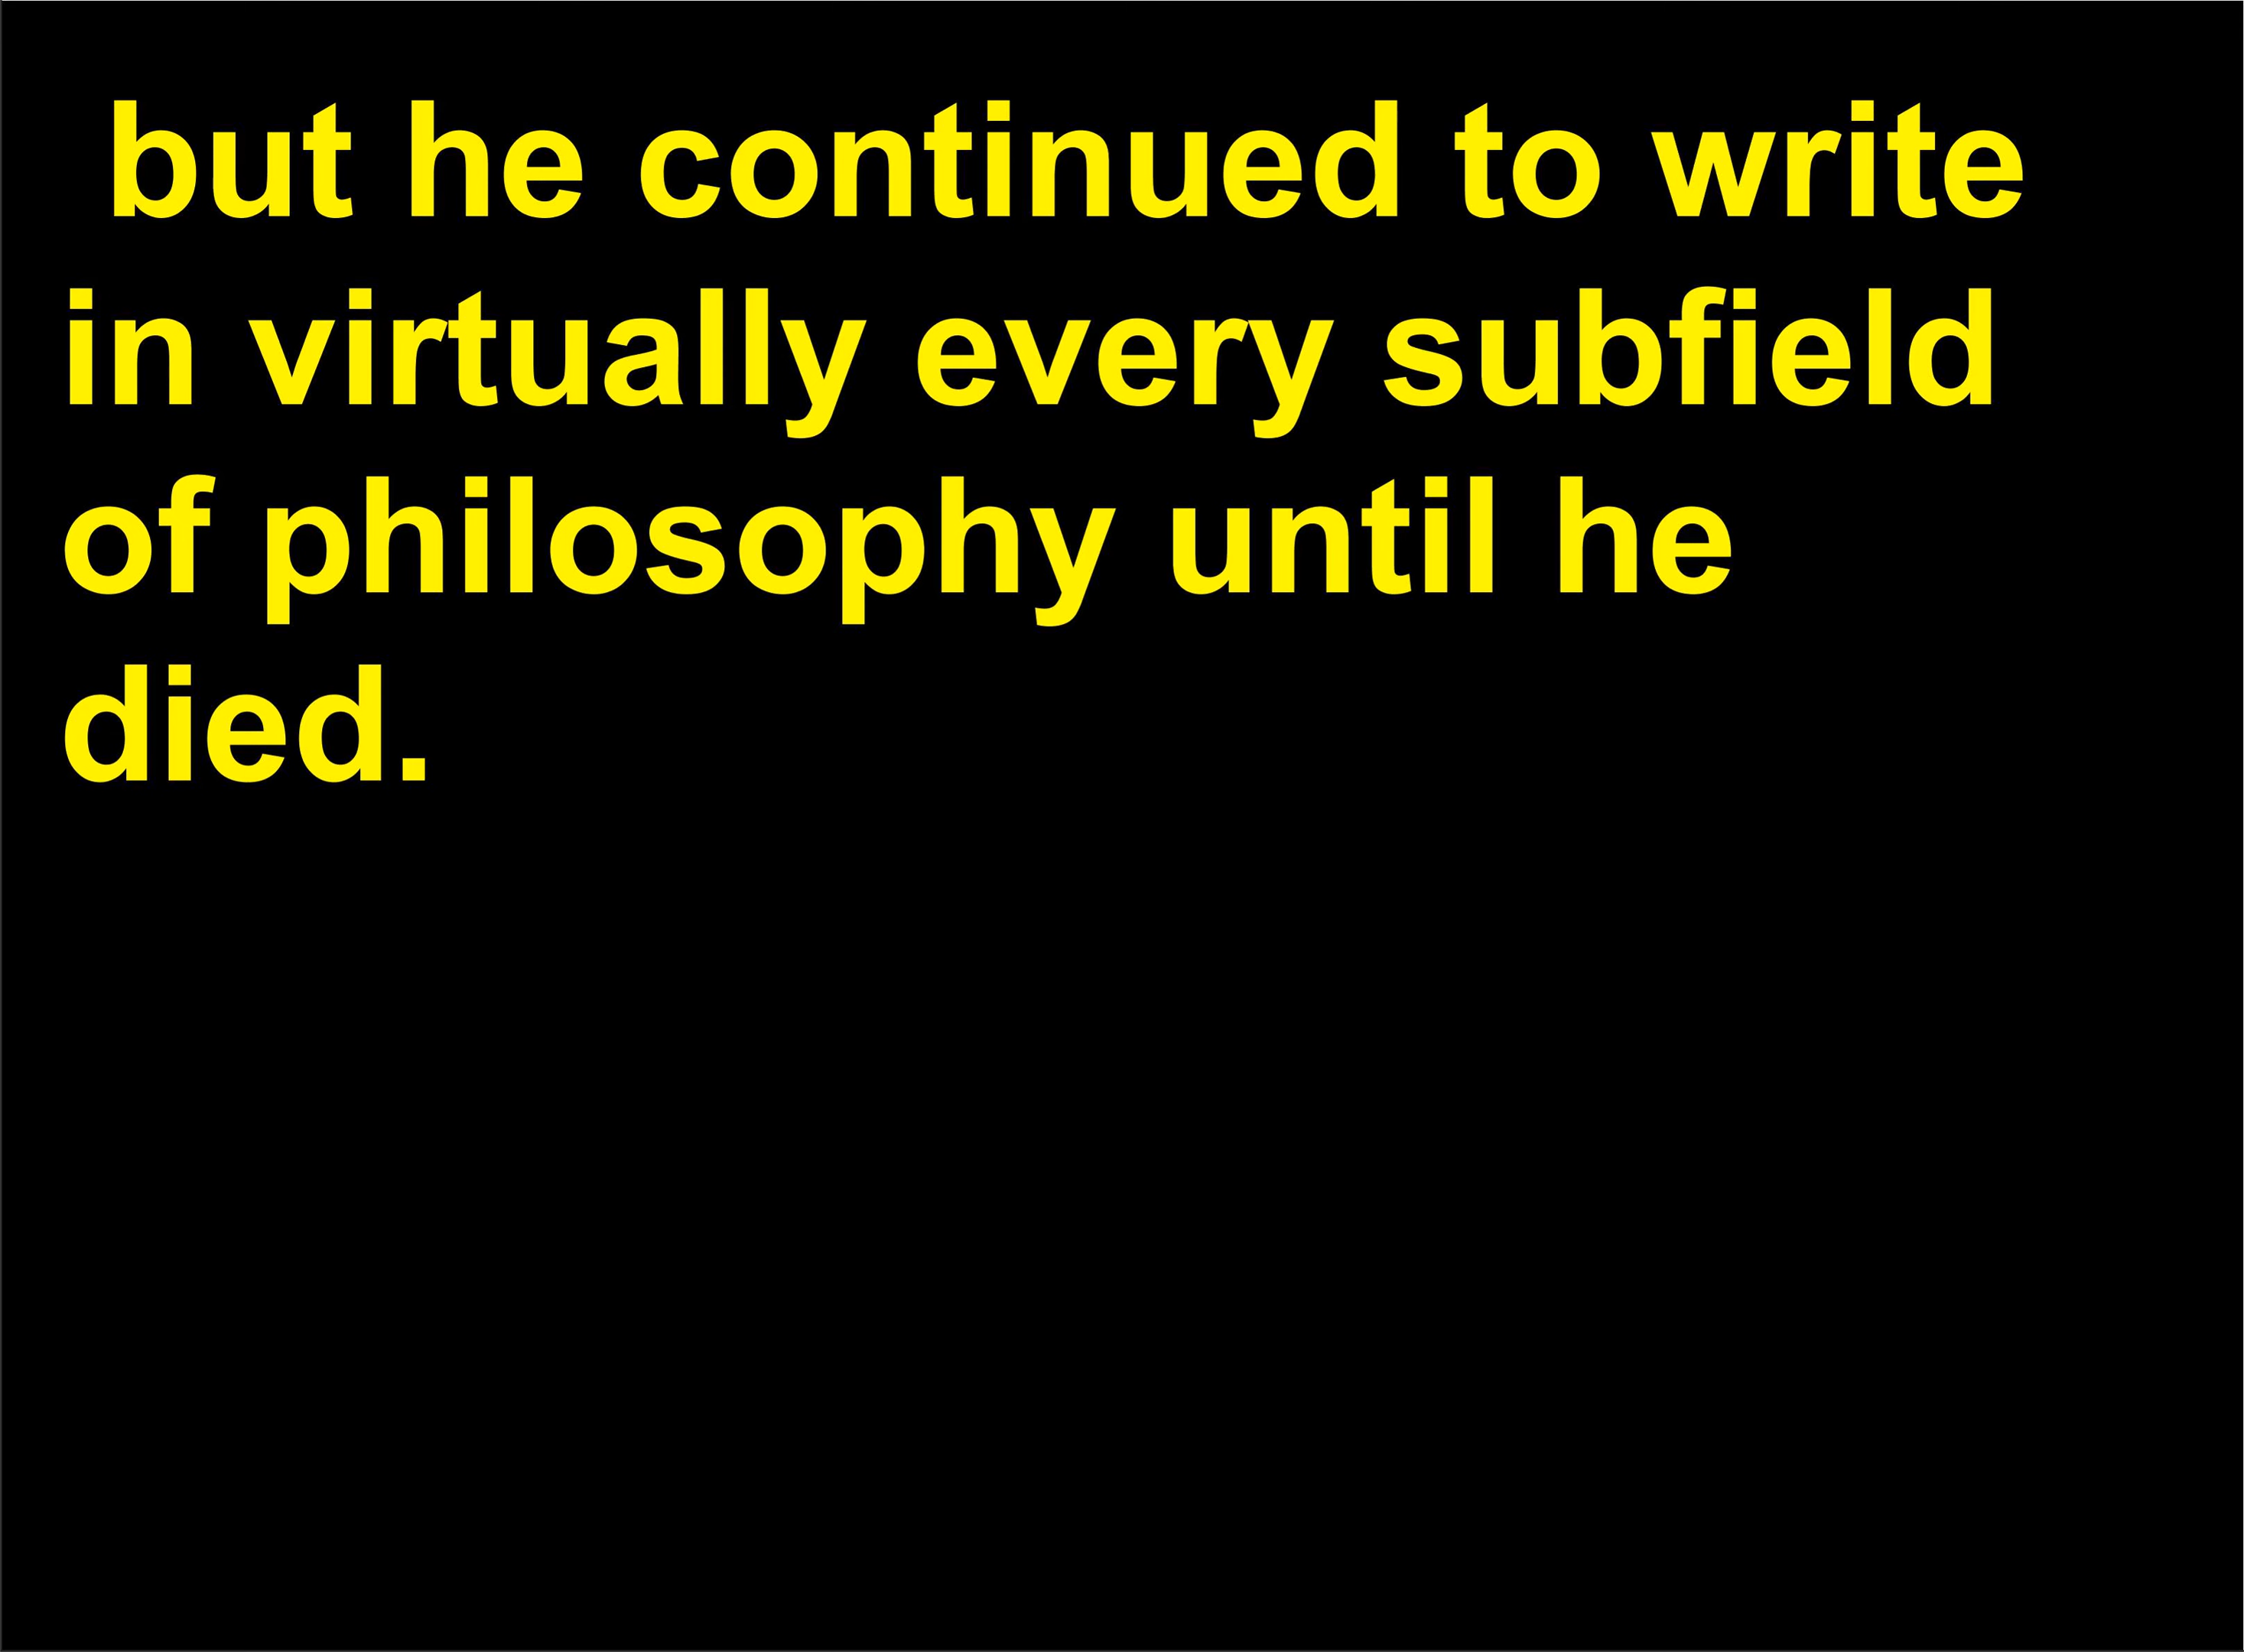 but he continued to write
in virtually every subfield
of philosophy until he
died.